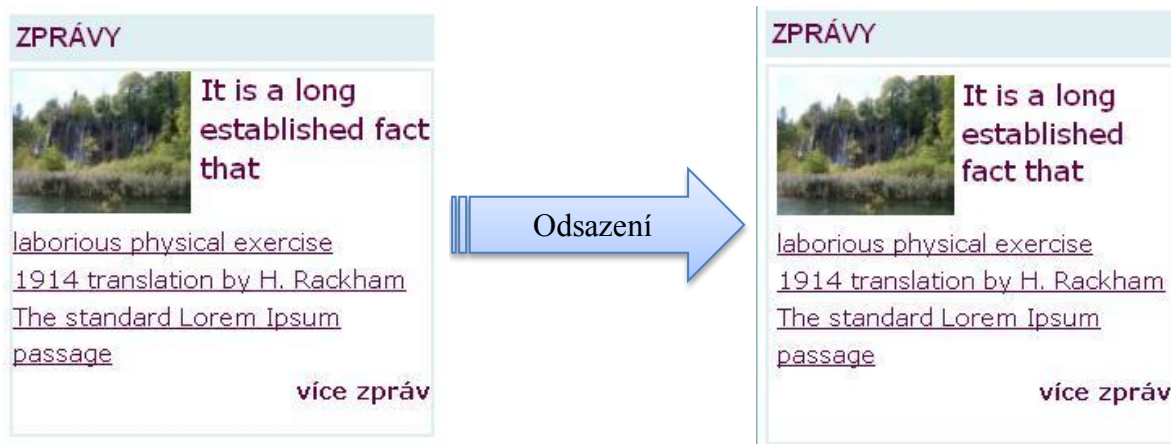 ZPRÁVY
It is a long
established fact
that
laborious physical exercise
1914 translation by H. Rackham
The standard Lorem Ipsum
passage
více zpráv
Odsazení
ZPRÁVY
It is a long
established
fact that
laborious physical exercise
1914 translation by H. Rackham
The standard Lorem Ipsum
passage
více zpráv